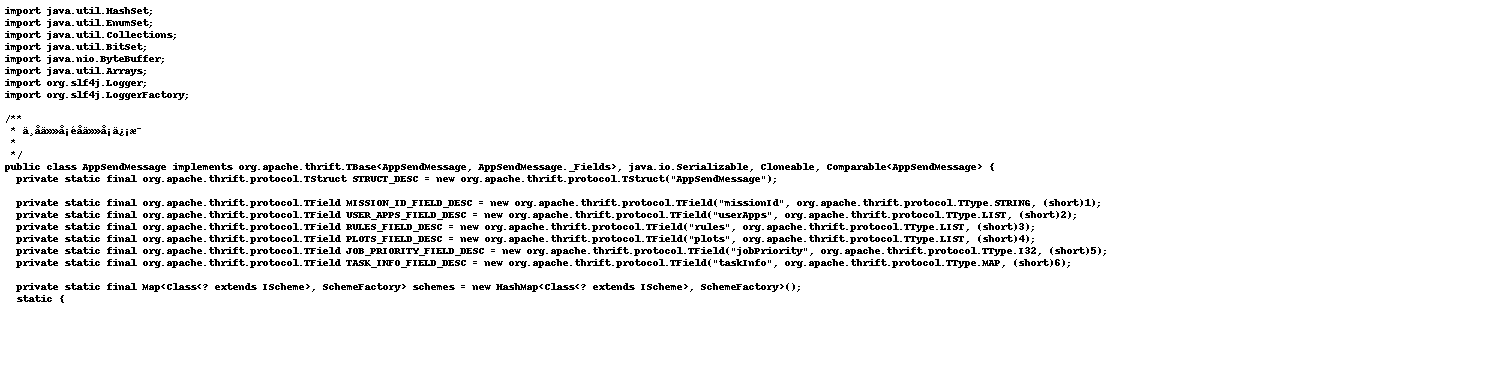 import java.util.HashSet;
import java.util.EnumSet;
import java.util.Collections;
import java.util.BitSet;
import java.nio.ByteBuffer;
import java.util.Arrays;
import org.slf4j.Logger;
import org.slf4j.LoggerFactory;
/**
 *
 *
 */
public class AppSendMessage implements org.apache.thrift.TBase<AppSendMessage, AppSendMessage._Fields>, java.io.Serializable, Cloneable, Comparable<AppSendMessage> {
  private static final org.apache.thrift.protocol.TStruct STRUCT_DESC = new org.apache.thrift.protocol.TStruct("AppSendMessage");
  private static final org.apache.thrift.protocol.TField MISSION_ID_FIELD_DESC = new org.apache.thrift.protocol.TField("missionId", org.apache.thrift.protocol.TType.STRING, (short)1);
  private static final org.apache.thrift.protocol.TField USER_APPS_FIELD_DESC = new org.apache.thrift.protocol.TField("userApps", org.apache.thrift.protocol.TType.LIST, (short)2);
  private static final org.apache.thrift.protocol.TField RULES_FIELD_DESC = new org.apache.thrift.protocol.TField("rules", org.apache.thrift.protocol.TType.LIST, (short)3);
  private static final org.apache.thrift.protocol.TField PLOTS_FIELD_DESC = new org.apache.thrift.protocol.TField("plots", org.apache.thrift.protocol.TType.LIST, (short)4);
  private static final org.apache.thrift.protocol.TField JOB_PRIORITY_FIELD_DESC = new org.apache.thrift.protocol.TField("jobPriority", org.apache.thrift.protocol.TType.I32, (short)5);
  private static final org.apache.thrift.protocol.TField TASK_INFO_FIELD_DESC = new org.apache.thrift.protocol.TField("taskInfo", org.apache.thrift.protocol.TType.MAP, (short)6);
  private static final Map<Class<? extends IScheme>, SchemeFactory> schemes = new HashMap<Class<? extends IScheme>, SchemeFactory>();
  static {